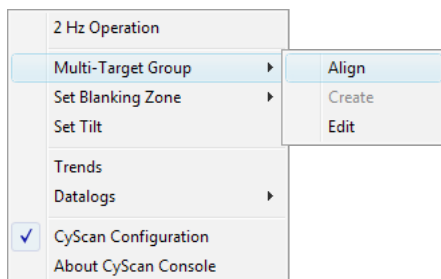 2 Hz Operation
Multi-Target Group
Set Blanking Zone
Set Tilt
Trends
Datalogs
CyScan Configuration
About CyScan Console
Align
Create
Edit